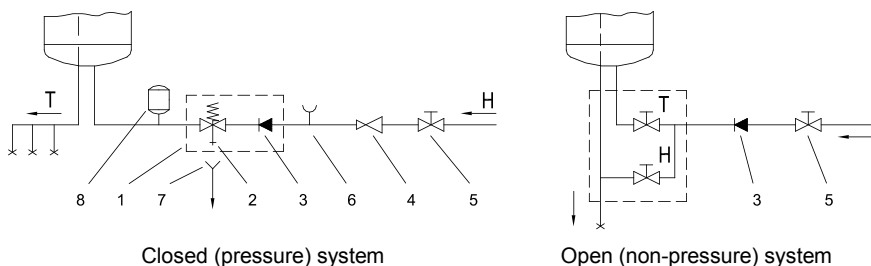 T
H
8
1
7
2
3
6
4
5
Closed (pressure) system
T
H
3
5
Open (non-pressure) system